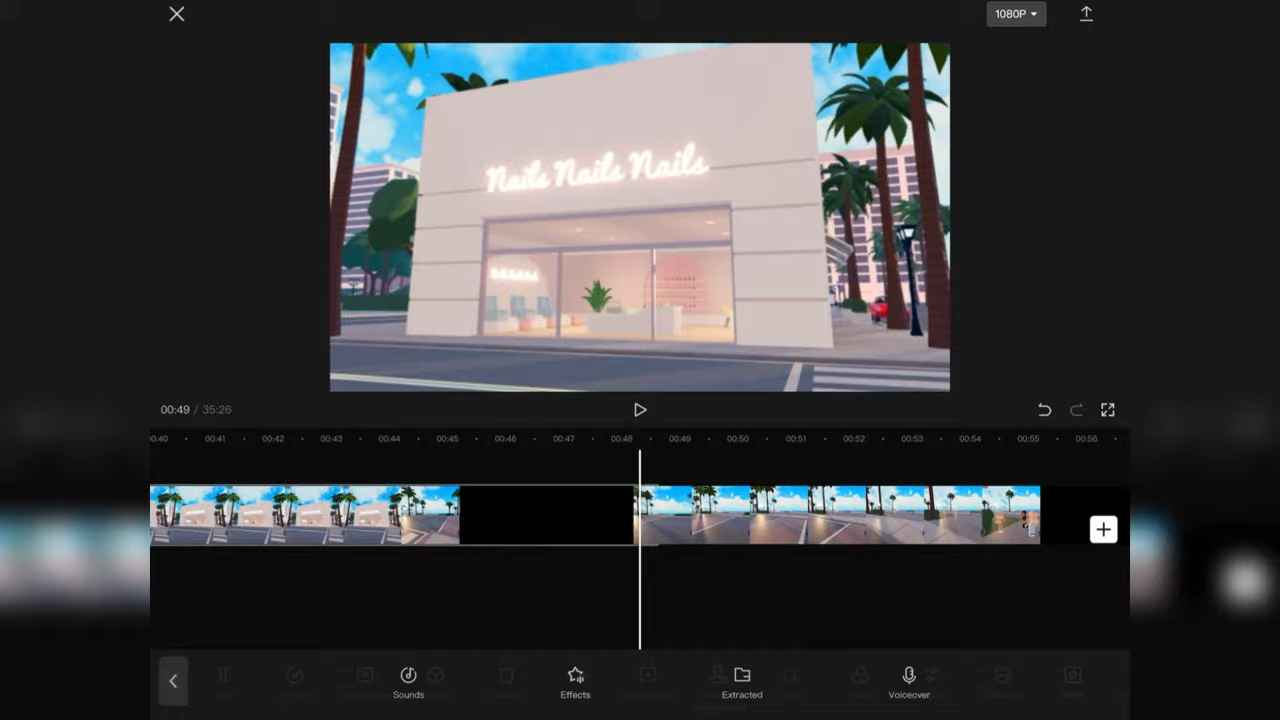 1080P
Nails Nails Nails
00:49 / 35:26
00:40 00:41 00:42 00:43 00:44 00:45 00:46 00:47 00:48 00:49 00:50 00:51 00:52 00:53 00:54 00:55 00:56
Sounds Effects Extracted Voiceover